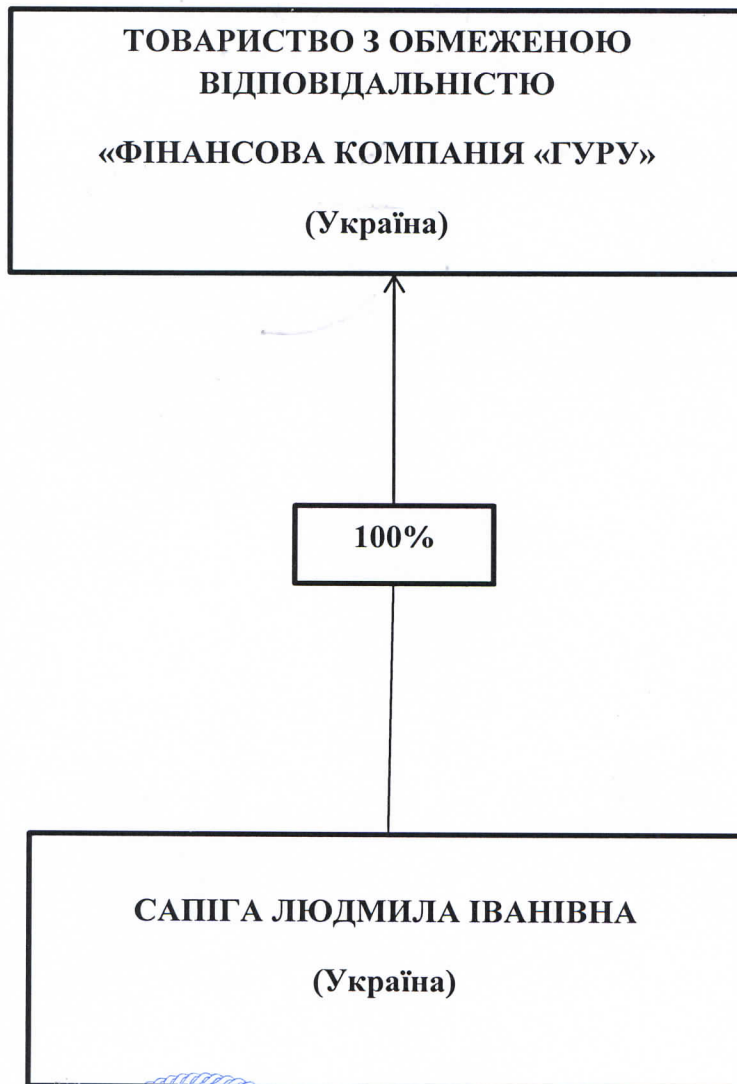 ТОВАРИСТВО З ОБМЕЖЕНОЮ
ВІДПОВІДАЛЬНІСТЮ
«ФІНАНСОВА КОМПАНІЯ «ГУРУ»
(Україна)
100%
САПІГА ЛЮДМИЛА ІВАНІВНА
(Україна)